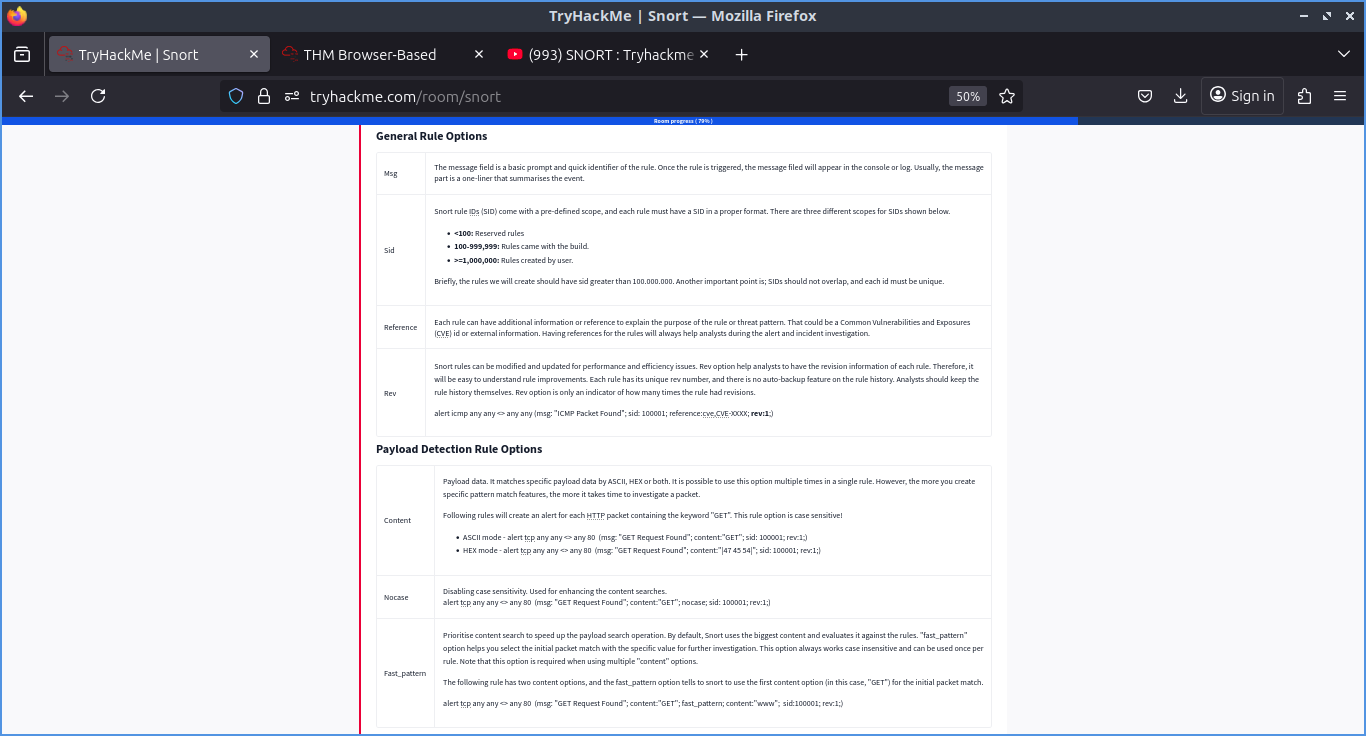 TryHackMe | Snort — Mozilla Firefox
TryHackMe | Snort
THM Browser-Based
(993) SNORT : Tryhackme
tryhackme.com/room/snort
50%
Sign in
Room progress ( 79% )
General Rule Options
Msg
The message field is a basic prompt and quick identifier of the rule. Once the rule is triggered, the message filed will appear in the console or log. Usually, the message
part is a one-liner that summarises the event.
Sid
Snort rule IDs (SID) come with a pre-defined scope, and each rule must have a SID in a proper format. There are three different scopes for SIDs shown below.
• <100: Reserved rules
• 100-999,999: Rules came with the build.
• >=1,000,000: Rules created by user.
Briefly, the rules we will create should have sid greater than 100.000.000. Another important point is; SIDs should not overlap, and each id must be unique.
Reference
Each rule can have additional information or reference to explain the purpose of the rule or threat pattern. That could be a Common Vulnerabilities and Exposures
(CVE) id or external information. Having references for the rules will always help analysts during the alert and incident investigation.
Rev
Snort rules can be modified and updated for performance and efficiency issues. Rev option help analysts to have the revision information of each rule. Therefore, it
will be easy to understand rule improvements. Each rule has its unique rev number, and there is no auto-backup feature on the rule history. Analysts should keep the
rule history themselves. Rev option is only an indicator of how many times the rule had revisions.
alert icmp any any <> any any (msg: "ICMP Packet Found"; sid: 100001; reference:cve,CVE-XXXX; rev:1;)
Payload Detection Rule Options
Content
Payload data. It matches specific payload data by ASCII, HEX or both. It is possible to use this option multiple times in a single rule. However, the more you create
specific pattern match features, the more it takes time to investigate a packet.
Following rules will create an alert for each HTTP packet containing the keyword "GET". This rule option is case sensitive!
• ASCII mode - alert tcp any any <> any 80 (msg: "GET Request Found"; content:"GET"; sid: 100001; rev:1;)
• HEX mode - alert tcp any any <> any 80 (msg: "GET Request Found"; content:"|47 45 54|"; sid: 100001; rev:1;)
Nocase
Disabling case sensitivity. Used for enhancing the content searches.
alert tcp any any <> any 80 (msg: "GET Request Found"; content:"GET"; nocase; sid: 100001; rev:1;)
Fast_pattern
Prioritise content search to speed up the payload search operation. By default, Snort uses the biggest content and evaluates it against the rules. "fast_pattern"
option helps you select the initial packet match with the specific value for further investigation. This option always works case insensitive and can be used once per
rule. Note that this option is required when using multiple "content" options.
The following rule has two content options, and the fast_pattern option tells to snort to use the first content option (in this case, "GET") for the initial packet match.
alert tcp any any <> any 80 (msg: "GET Request Found"; content:"GET"; fast_pattern; content:"www"; sid:100001; rev:1;)